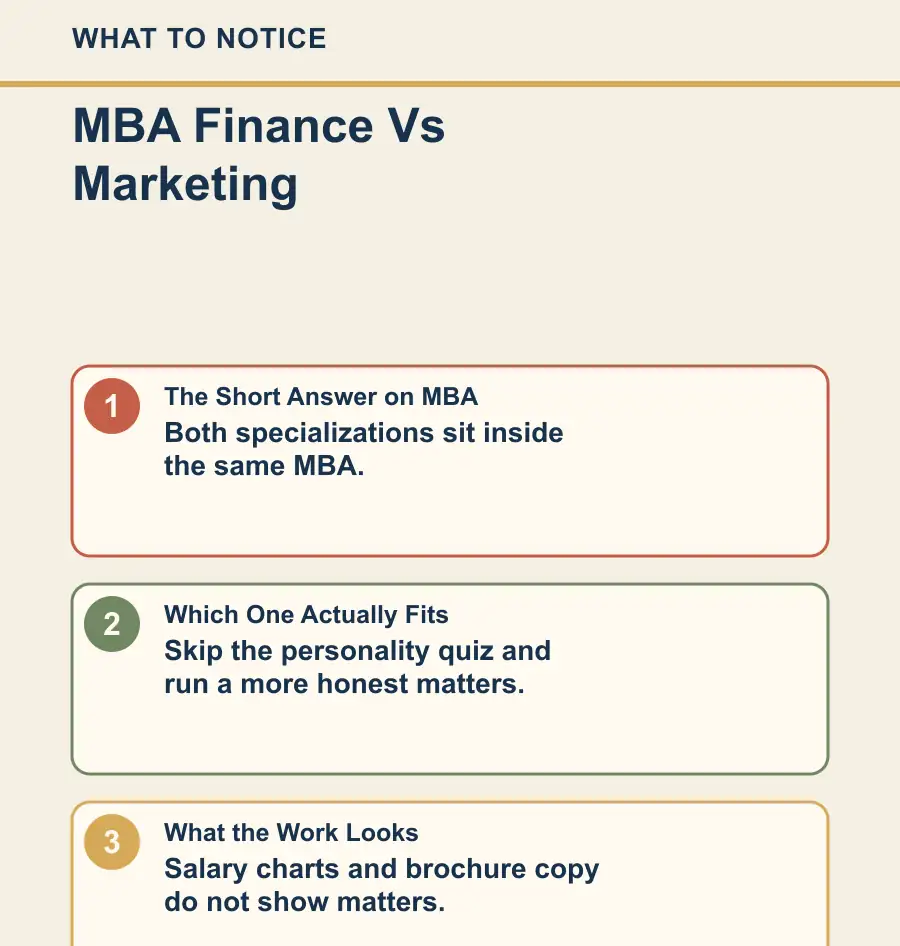 WHAT TO NOTICE
MBA Finance Vs
Marketing
1
The Short Answer on MBA
Both specializations sit inside
the same MBA.
2
Which One Actually Fits
Skip the personality quiz and
run a more honest matters.
3
What the Work Looks
Salary charts and brochure copy
do not show matters.